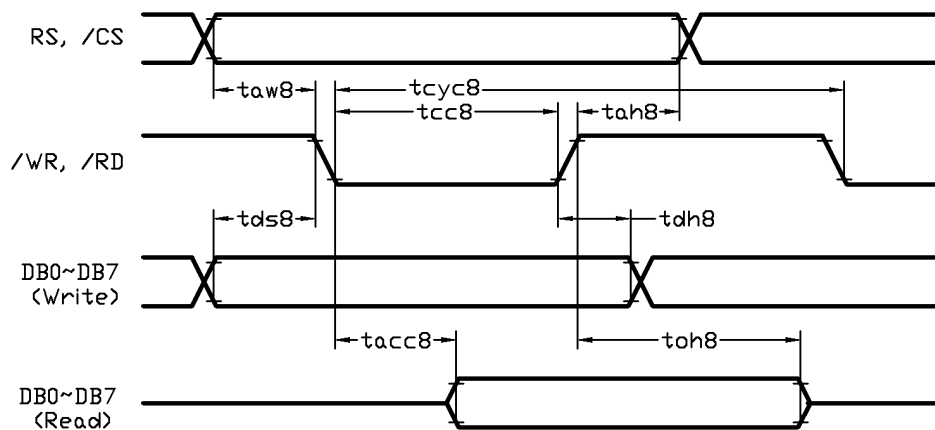 RS, /CS
taw8
tcyc8
tcc8
tah8
/WR, /RD
tds8
tdh8
DB0~DB7
(Write)
tacc8
toh8
DB0~DB7
(Read)